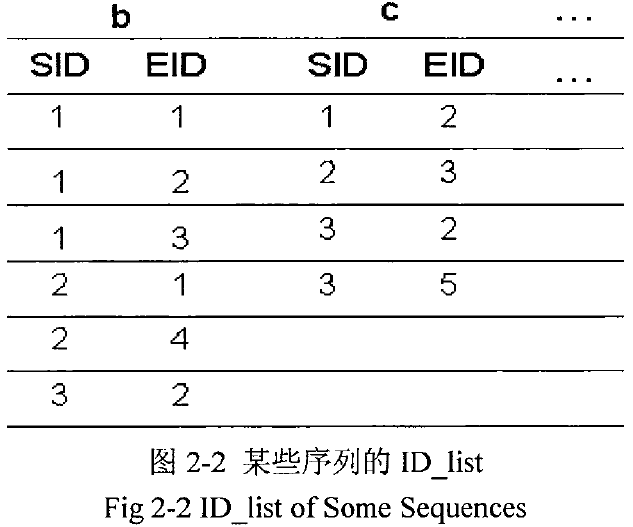 b c ...
SID EID SID EID ...
1 1 1 2
1 2 2 3
1 3 3 2
2 1 3 5
2 4
3 2
图 2-2 某些序列的 ID_list
Fig 2-2 ID_list of Some Sequences